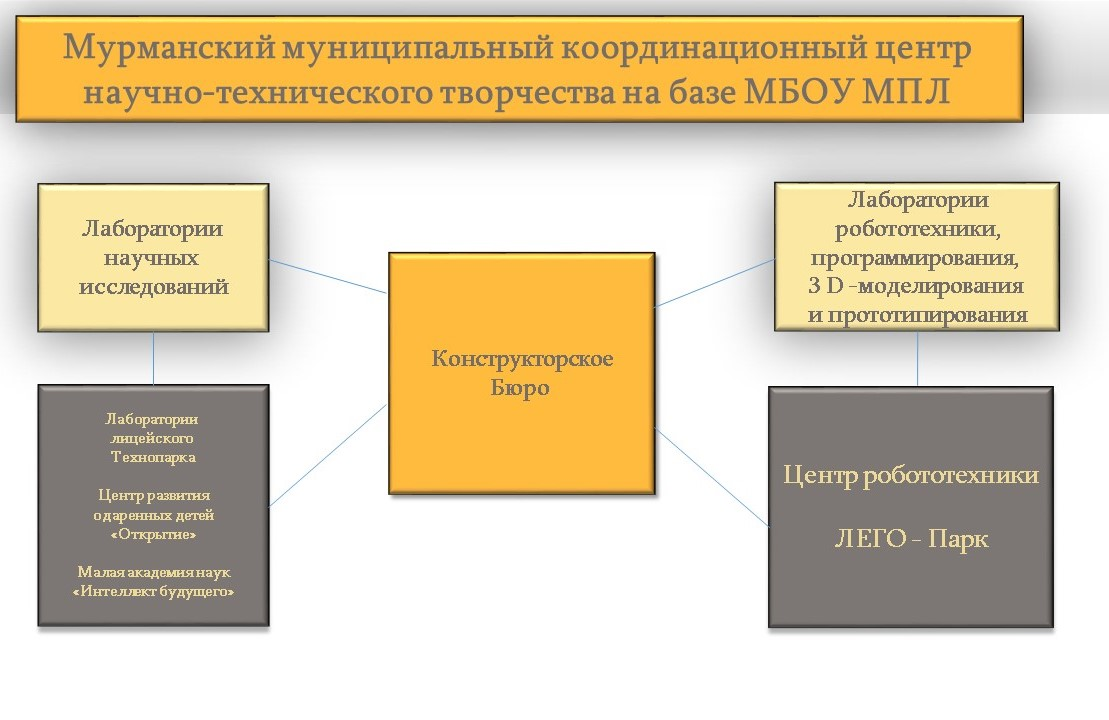 Мурманский муниципальный координационный центр
научно-технического творчества на базе МБОУ МПЛ
Лаборатории
научных
исследований
Лаборатории
робототехники,
программирования,
3 D -моделирования
и прототипирования
Конструкторское
Бюро
Лаборатории
лицейского
Технопарка
Центр развития
одаренных детей
«Открытие»
Малая академия наук
«Интеллект будущего»
Центр робототехники
ЛЕГО – Парк